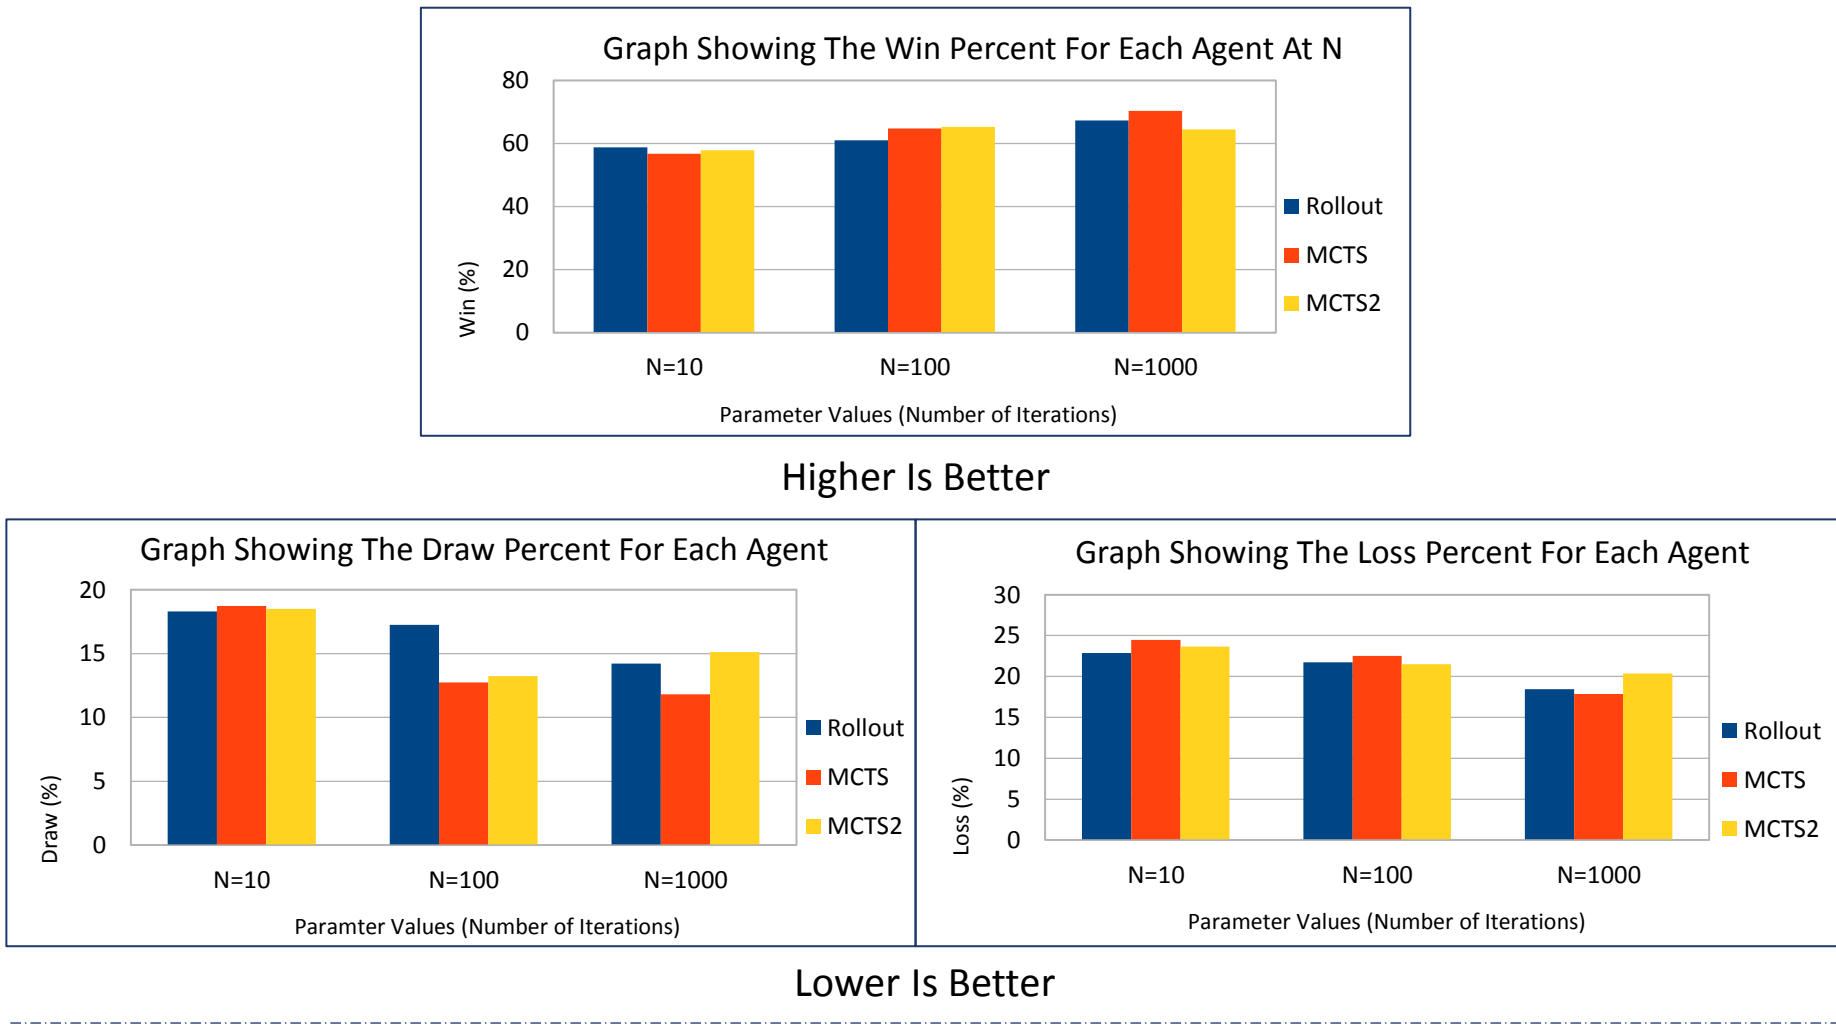 Graph Showing The Win Percent For Each Agent At N
80
60
40
20
0
Win (%)
N=10
N=100
N=1000
Parameter Values (Number of Iterations)
Rollout
MCTS
MCTS2
Higher Is Better
Graph Showing The Draw Percent For Each Agent
20
15
10
5
0
Draw (%)
N=10
N=100
N=1000
Paramter Values (Number of Iterations)
Rollout
MCTS
MCTS2
Graph Showing The Loss Percent For Each Agent
30
25
20
15
10
5
0
Loss (%)
N=10
N=100
N=1000
Parameter Values (Number of Iterations)
Rollout
MCTS
MCTS2
Lower Is Better